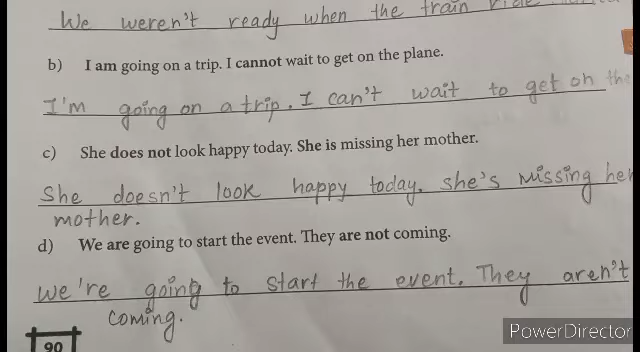 We weren't ready when the train
b) I am going on a trip. I cannot wait to get on the plane.
I'm going on a trip. I can't wait to get on the
c) She does not look happy today. She is missing her mother.
She doesn't look happy today. she's missing her
mother.
d) We are going to start the event. They are not coming.
we're going to start the event. They aren't
coming.
90
PowerDirector